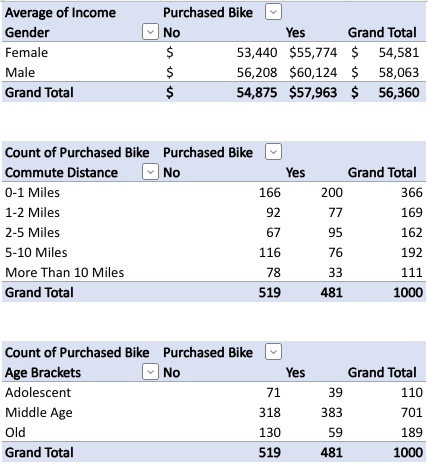 Average of Income Purchased Bike
Gender No Yes Grand Total
Female $ 53,440 $55,774 $ 54,581
Male $ 56,208 $60,124 $ 58,063
Grand Total $ 54,875 $57,963 $ 56,360
Count of Purchased Bike Purchased Bike
Commute Distance No Yes Grand Total
0-1 Miles 166 200 366
1-2 Miles 92 77 169
2-5 Miles 67 95 162
5-10 Miles 116 76 192
More Than 10 Miles 78 33 111
Grand Total 519 481 1000
Count of Purchased Bike Purchased Bike
Age Brackets No Yes Grand Total
Adolescent 71 39 110
Middle Age 318 383 701
Old 130 59 189
Grand Total 519 481 1000